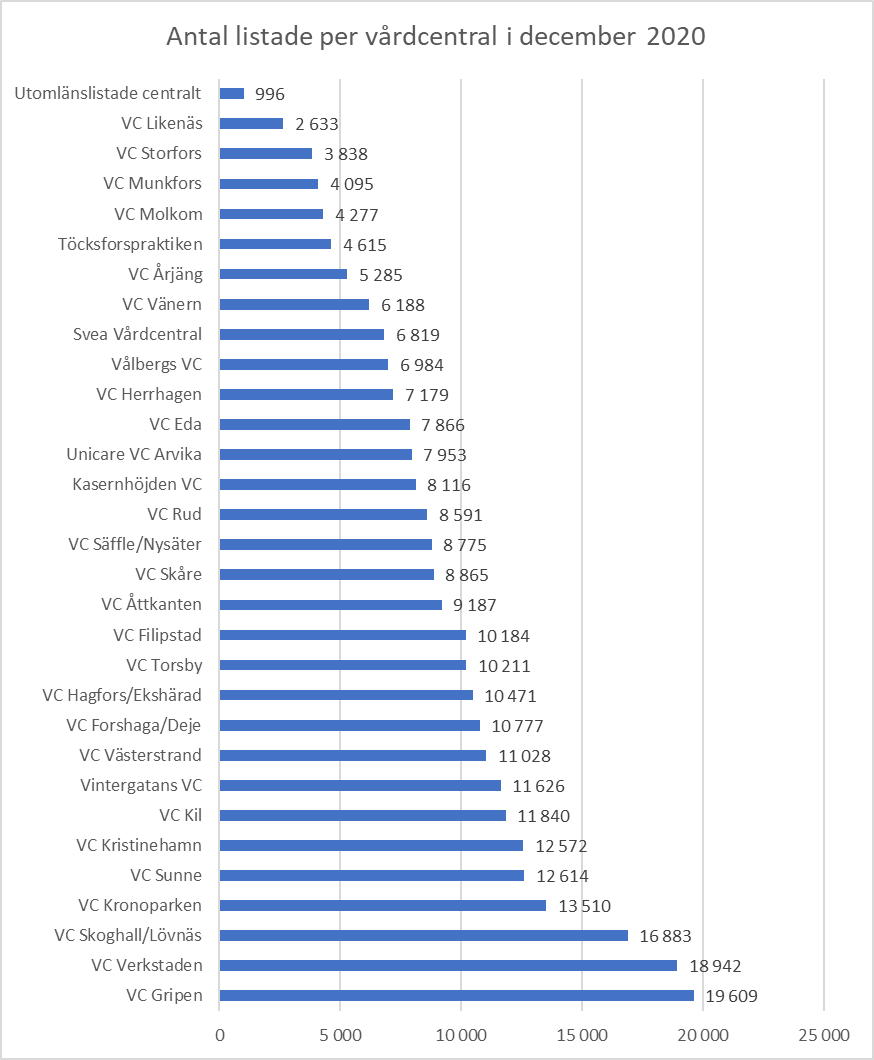 Antal listade per vårdcentral i december 2020
Utomlänslistade centralt 996
VC Likenäs 2 633
VC Storfors 3 838
VC Munkfors 4 095
VC Molkom 4 277
Töcksforspraktiken 4 615
VC Årjäng 5 285
VC Vänern 6 188
Svea Vårdcentral 6 819
Vålbergs VC 6 984
VC Herrhagen 7 179
VC Eda 7 866
Unicare VC Arvika 7 953
Kasernhöjden VC 8 116
VC Rud 8 591
VC Säffle/Nysäter 8 775
VC Skåre 8 865
VC Åttkanten 9 187
VC Filipstad 10 184
VC Torsby 10 211
VC Hagfors/Ekshärad 10 471
VC Forshaga/Deje 10 777
VC Västerstrand 11 028
Vintergatans VC 11 626
VC Kil 11 840
VC Kristinehamn 12 572
VC Sunne 12 614
VC Kronoparken 13 510
VC Skoghall/Lövnäs 16 883
VC Verkstaden 18 942
VC Gripen 19 609
0 5 000 10 000 15 000 20 000 25 000